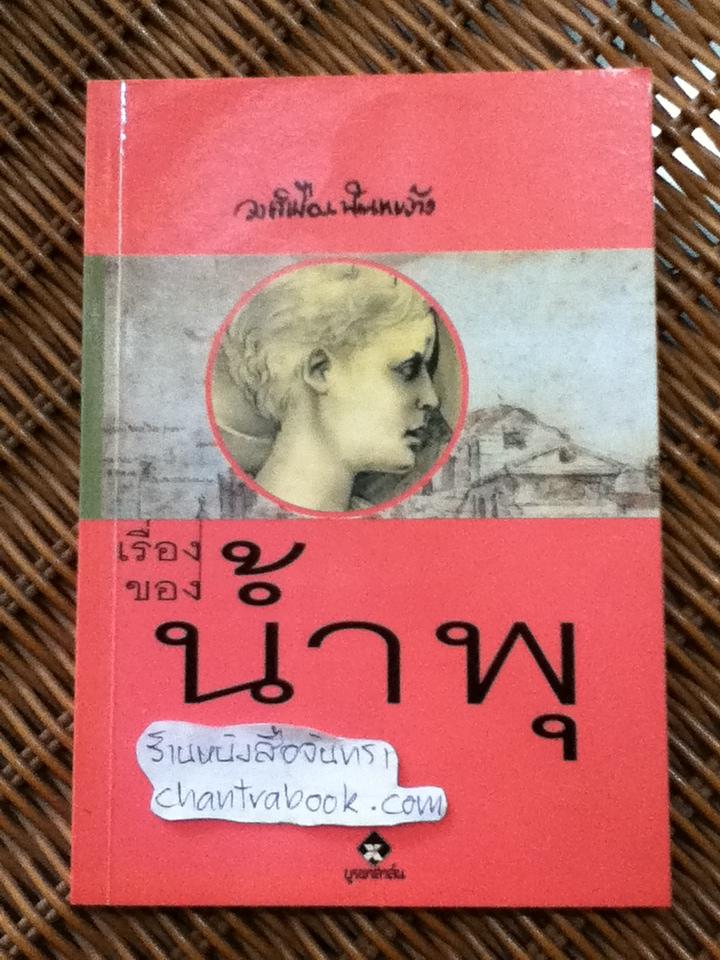 วงศ์เมือง นันทขว้าง
เรื่อง
ของ
น้ำพุ
ร้านหนังสือจันทรา
chantrabook.com